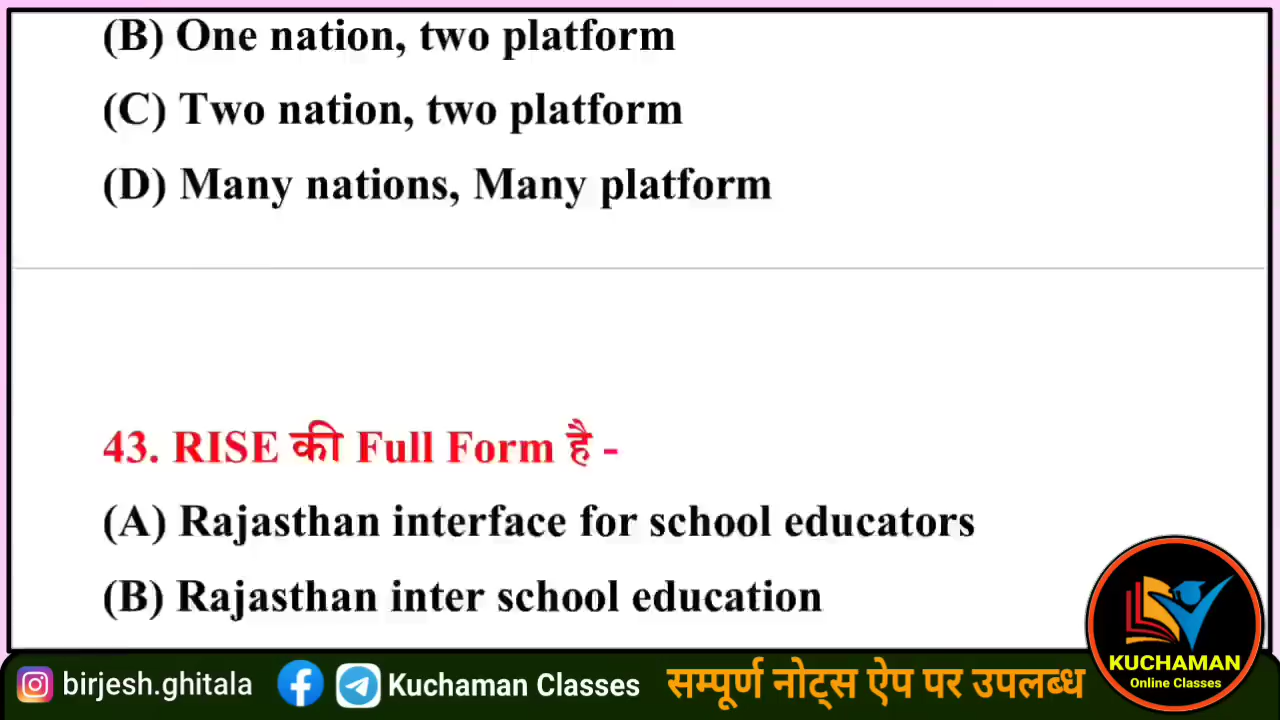 (B) One nation, two platform
(C) Two nation, two platform
(D) Many nations, Many platform
43. RISE की Full Form है -
(A) Rajasthan interface for school educators
(B) Rajasthan inter school education
KUCHAMAN
Online Classes
birjesh.ghitala Kuchaman Classes सम्पूर्ण नोट्स ऐप पर उपलब्ध